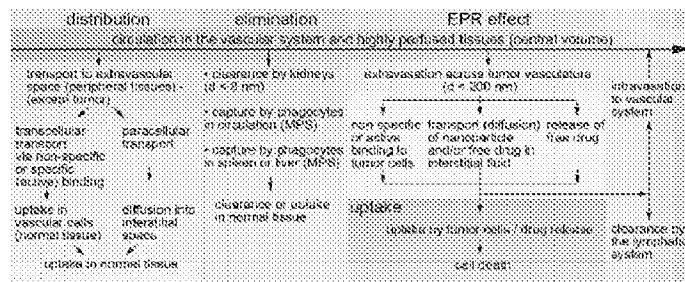 distribution
elimination
EPR effect
circulation in the vascular system and highly perfused tissues (central volume)
transport to extravascular
space (peripheral tissues) -
(except tumor)
transcellular
transport
via non-specific
or specific
(active) binding
paracellular
transport
uptake in
vascular cells
(normal tissue)
diffusion into
interstitial
space
uptake in normal tissue
• clearance by kidneys
(d < 8 nm)
• capture by phagocytes
in circulation (MPS)
• capture by phagocytes
in spleen or liver (MPS)
clearance or uptake
in normal tissue
extravasation across tumor vasculature
(d < 200 nm)
non specific
or active
binding to
tumor cells
transport (diffusion)
of nanoparticle
and/or free drug in
interstitial fluid
release of
free drug
uptake
uptake by tumor cells / drug release
cell death
intravasation
to vascular
system
clearance by
the lymphatic
system